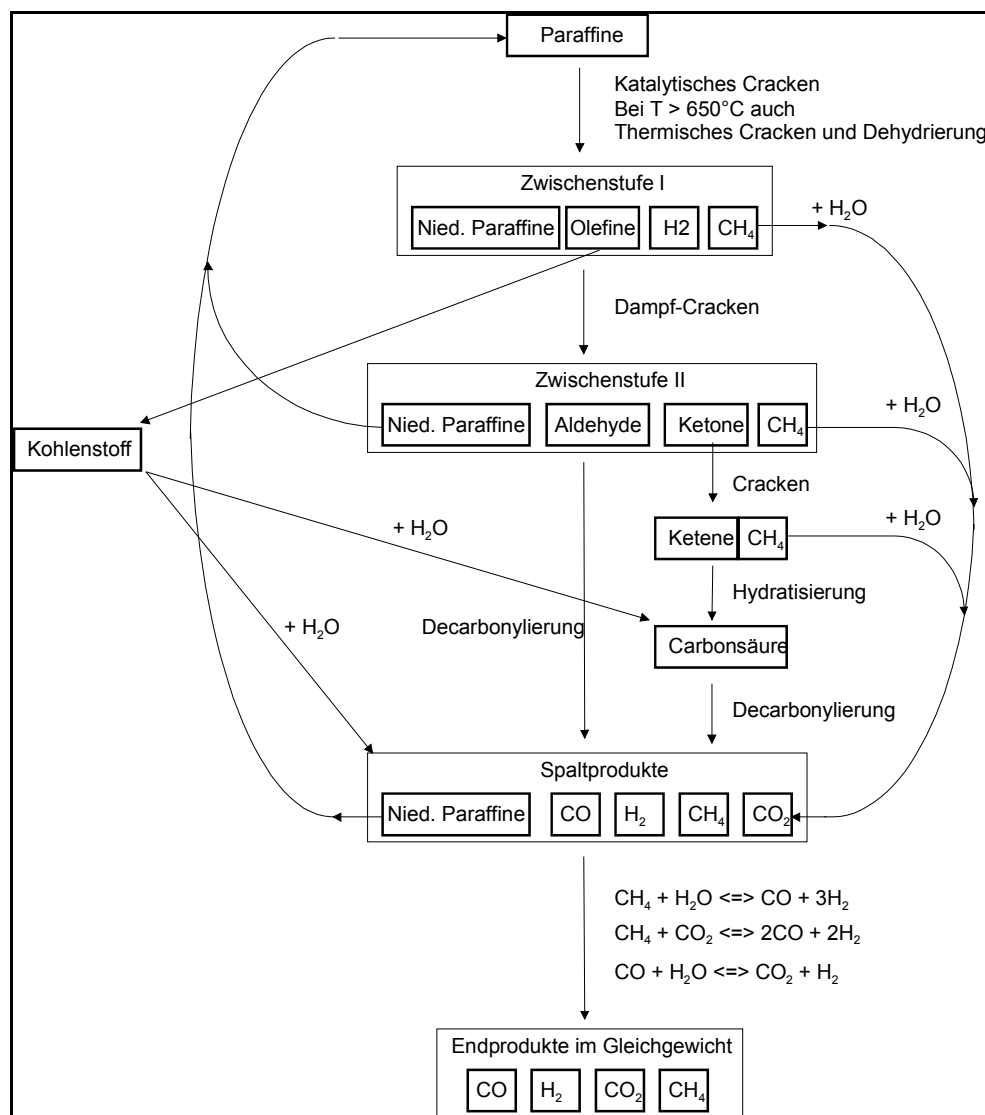 Paraffine
Katalytisches Cracken
Bei T > 650°C auch
Thermisches Cracken und Dehydrierung
Zwischenstufe I
Nied. Paraffine Olefine H2 CH₄
+ H₂O
Dampf-Cracken
Zwischenstufe II
Nied. Paraffine Aldehyde Ketone CH₄
+ H₂O
Kohlenstoff
Cracken
+ H₂O
Ketene CH₄
+ H₂O
Hydratisierung
+ H₂O
Decarbonylierung
Carbonsäure
Decarbonylierung
Spaltprodukte
Nied. Paraffine CO H₂ CH₄ CO₂
CH₄ + H₂O <=> CO + 3H₂
CH₄ + CO₂ <=> 2CO + 2H₂
CO + H₂O <=> CO₂ + H₂
Endprodukte im Gleichgewicht
CO H₂ CO₂ CH₄